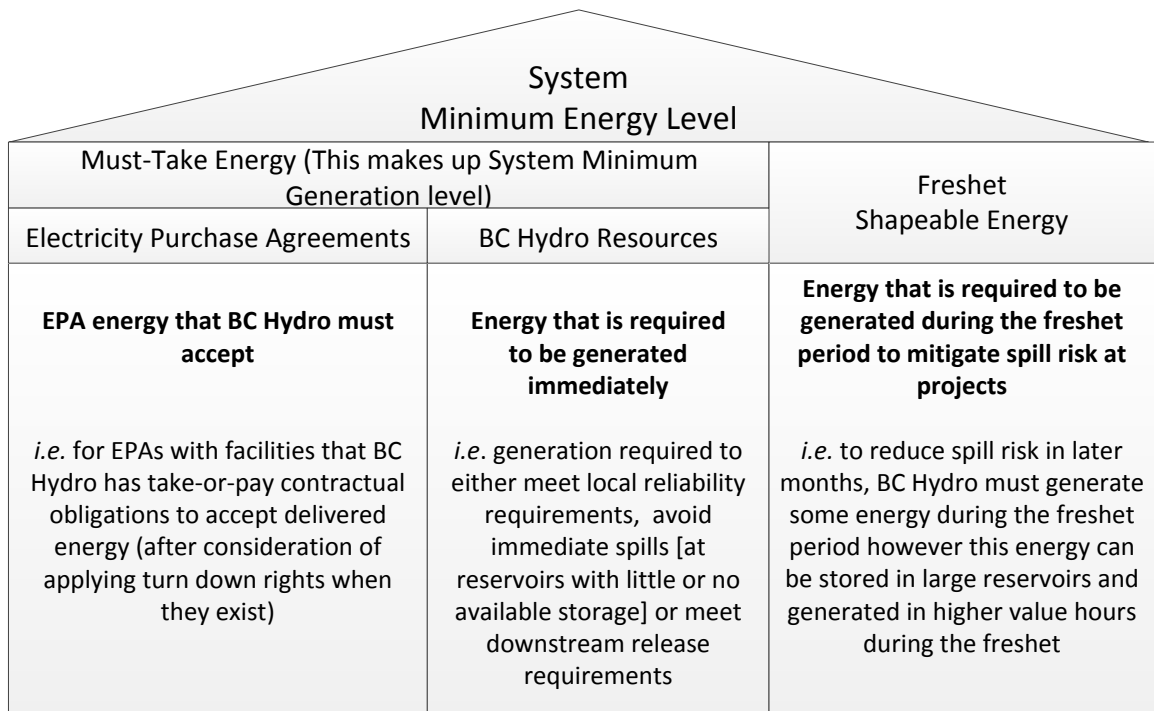 System
Minimum Energy Level
Must-Take Energy (This makes up System Minimum
Generation level)
Freshet
Shapeable Energy
Electricity Purchase Agreements
BC Hydro Resources
EPA energy that BC Hydro must
accept
i.e. for EPAs with facilities that BC
Hydro has take-or-pay contractual
obligations to accept delivered
energy (after consideration of
applying turn down rights when
they exist)
Energy that is required
to be generated
immediately
i.e. generation required to
either meet local reliability
requirements, avoid
immediate spills [at
reservoirs with little or no
available storage] or meet
downstream release
requirements
Energy that is required to be
generated during the freshet
period to mitigate spill risk at
projects
i.e. to reduce spill risk in later
months, BC Hydro must generate
some energy during the freshet
period however this energy can
be stored in large reservoirs and
generated in higher value hours
during the freshet